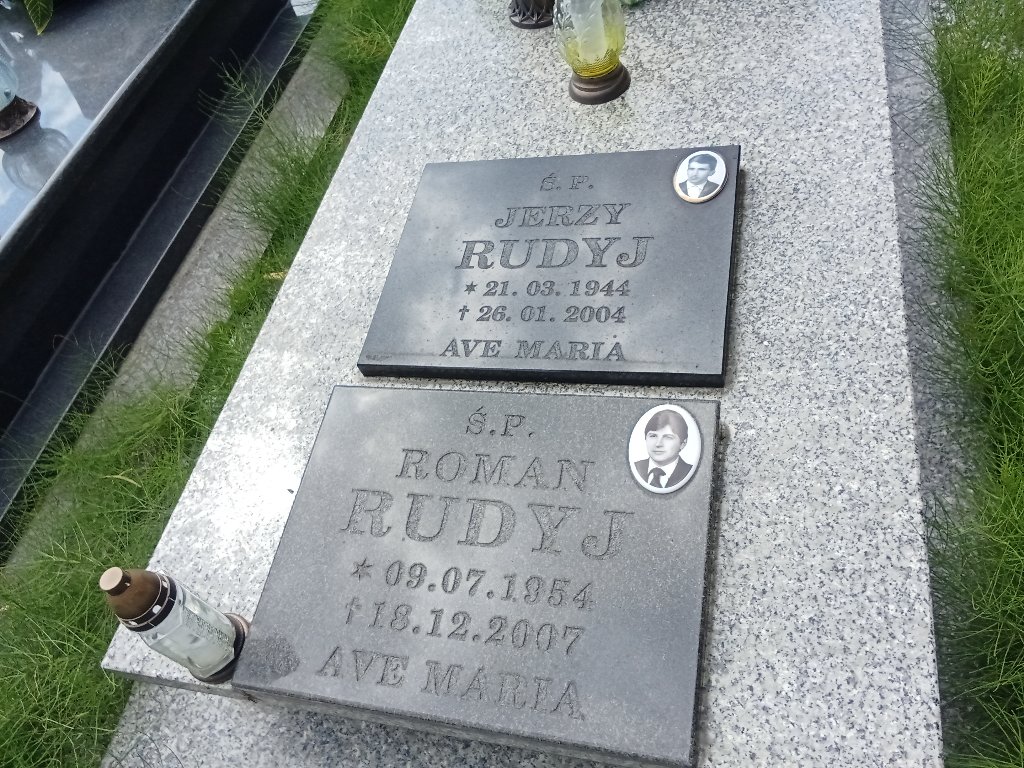 Ś. P.
JERZY
RUDYJ
* 21. 03. 1944
† 26. 01. 2004
AVE MARIA
Ś.P.
ROMAN
RUDYJ
* 09.07.1954
† 18.12.2007
AVE MARIA